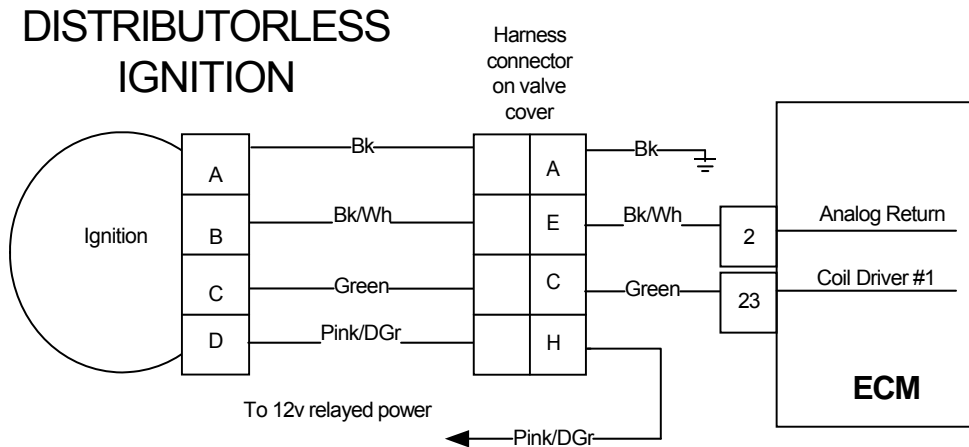 DISTRIBUTORLESS
IGNITION
Harness
connector
on valve
cover
Ignition
A
Bk
A
Bk
B
Bk/Wh
E
Bk/Wh
2
Analog Return
C
Green
C
Green
23
Coil Driver #1
D
Pink/DGr
H
ECM
To 12v relayed power
Pink/DGr